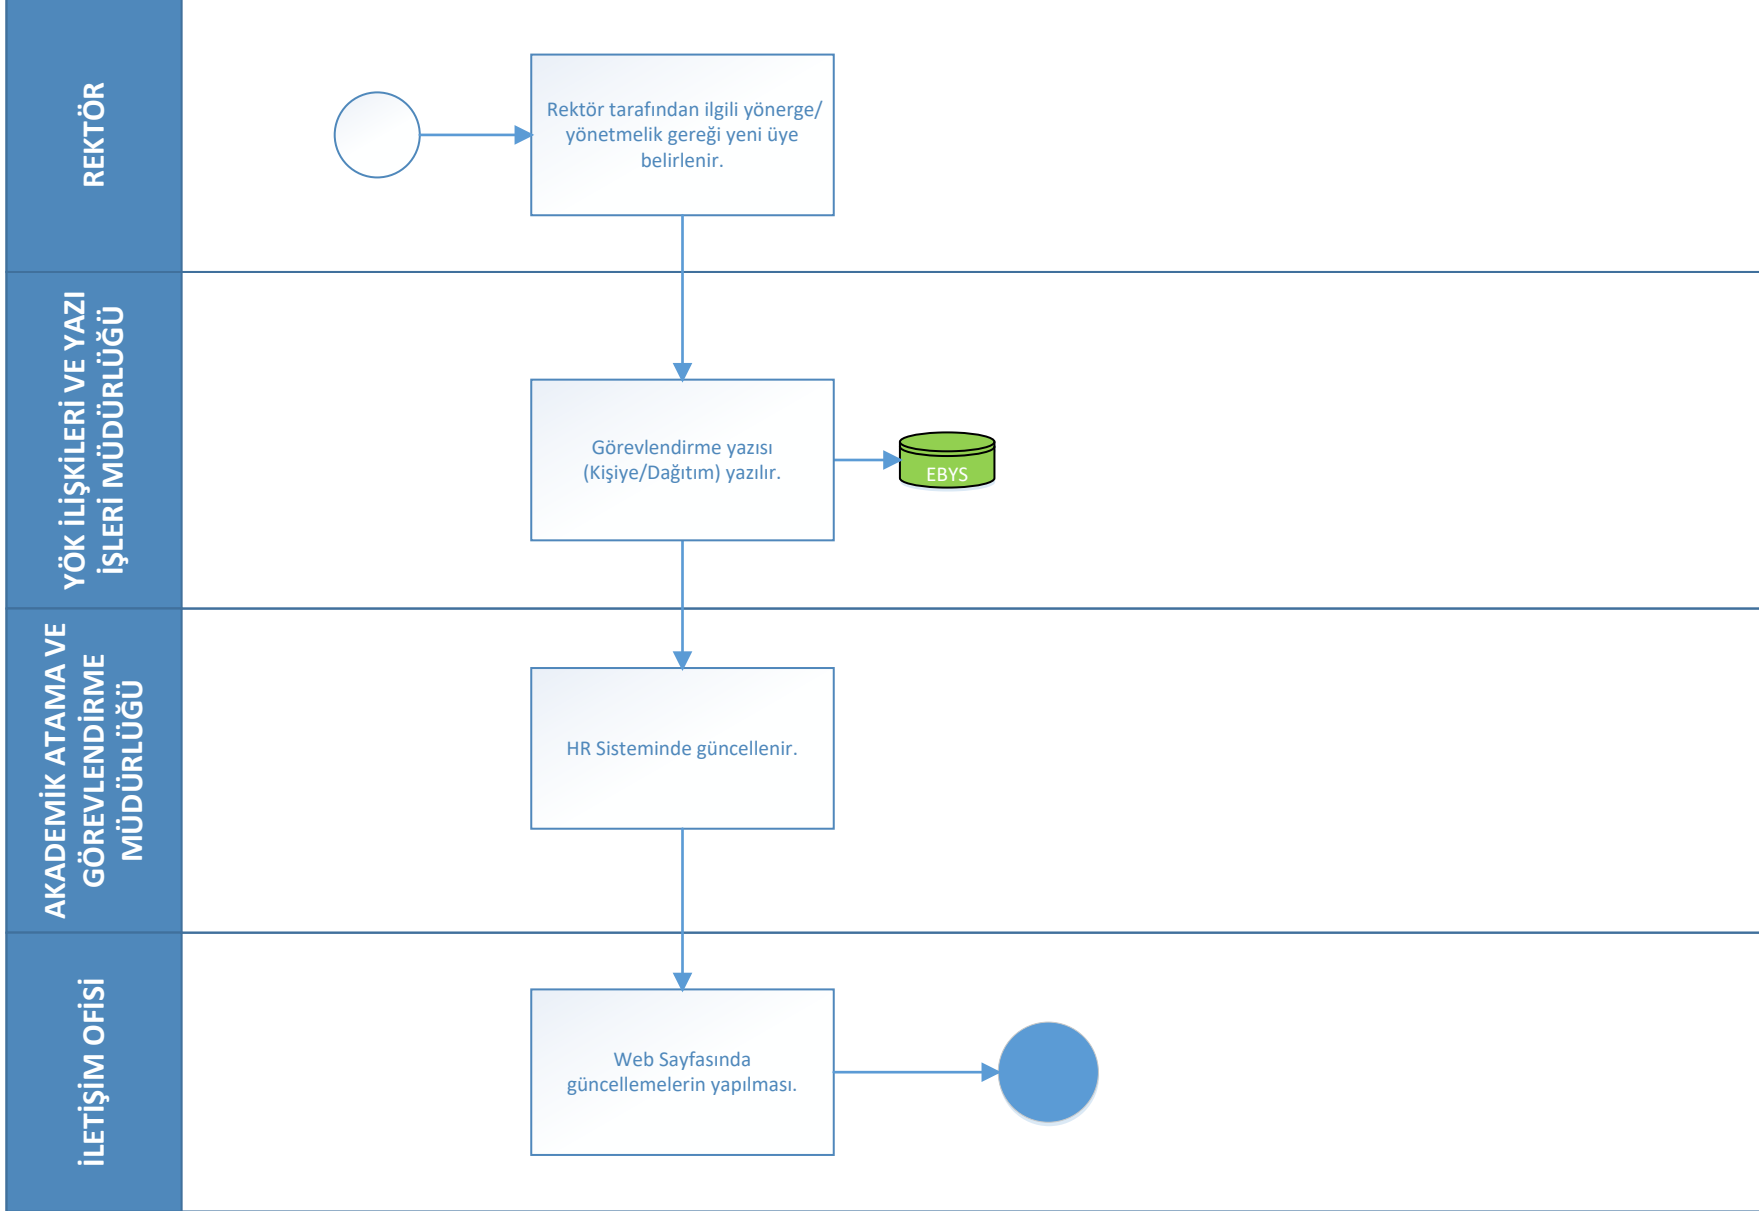 REKTÖR
Rektör tarafından ilgili yönerge/
yönetmelik gereği yeni üye
belirlenir.
YÖK İLİŞKİLERİ VE YAZI
İŞLERİ MÜDÜRLÜĞÜ
Görevlendirme yazısı
(Kişiye/Dağıtım) yazılır.
EBYS
AKADEMİK ATAMA VE
GÖREVLENDİRME
MÜDÜRLÜĞÜ
HR Sisteminde güncellenir.
İLETİŞİM OFİSİ
Web Sayfasında
güncellemelerin yapılması.